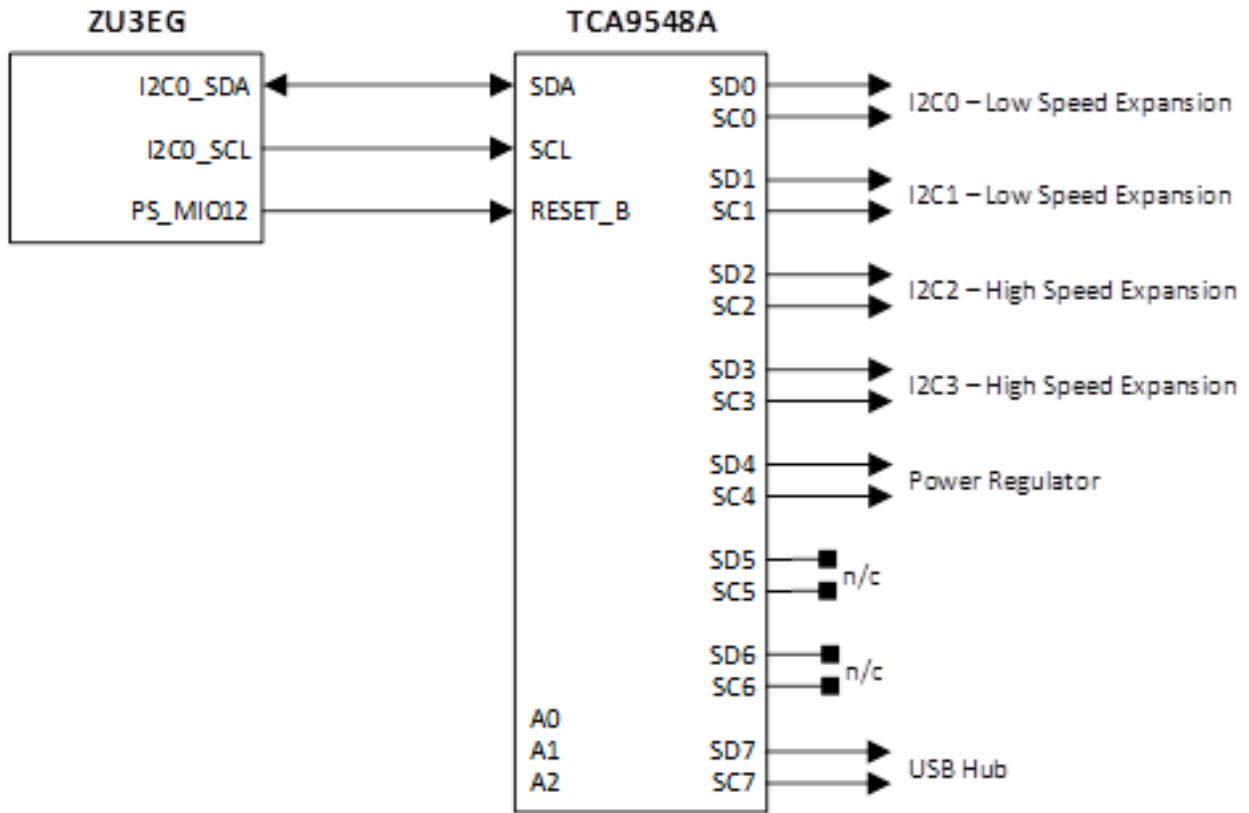 ZU3EG
I2C0_SDA
I2C0_SCL
PS_MIO12
TCA9548A
SDA
SCL
RESET_B
A0
A1
A2
SD0
SC0
I2C0 – Low Speed Expansion
SD1
SC1
I2C1 – Low Speed Expansion
SD2
SC2
I2C2 – High Speed Expansion
SD3
SC3
I2C3 – High Speed Expansion
SD4
SC4
Power Regulator
SD5
SC5
n/c
SD6
SC6
n/c
SD7
SC7
USB Hub